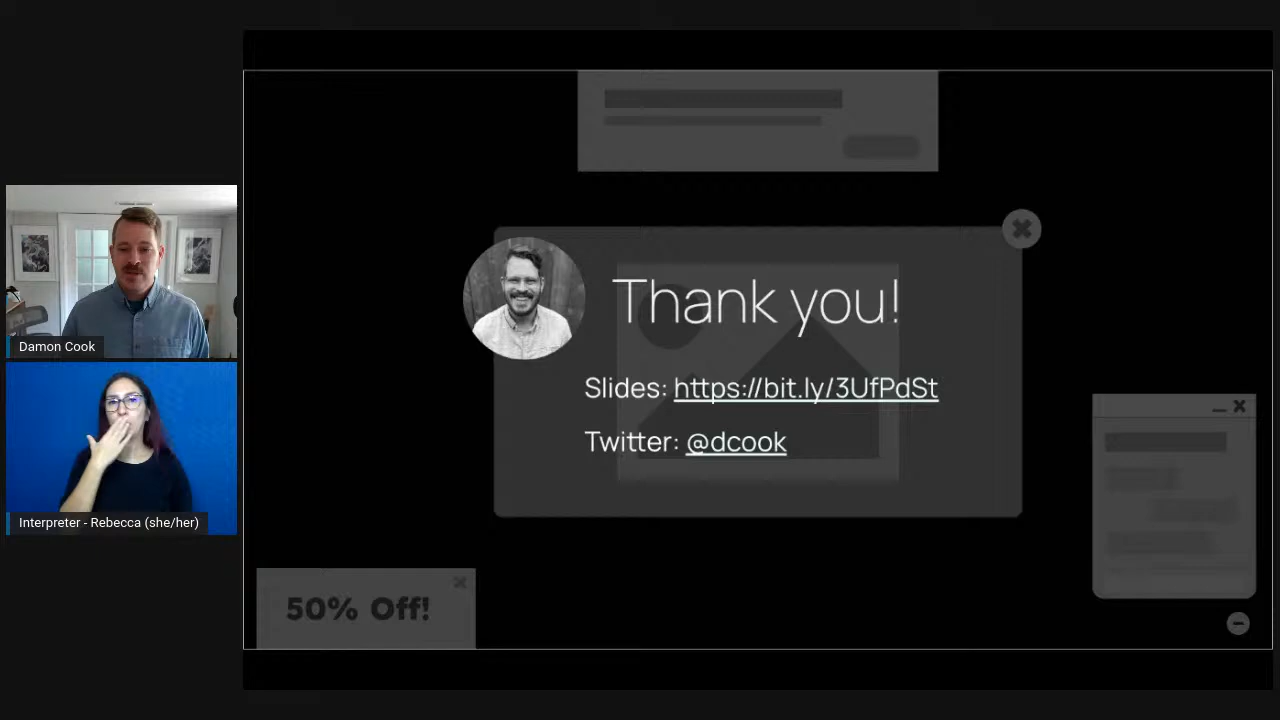 Damon Cook
Interpreter - Rebecca (she/her)
Thank you!
Slides: https://bit.ly/3UfPdSt
Twitter: @dcook
50% Off!